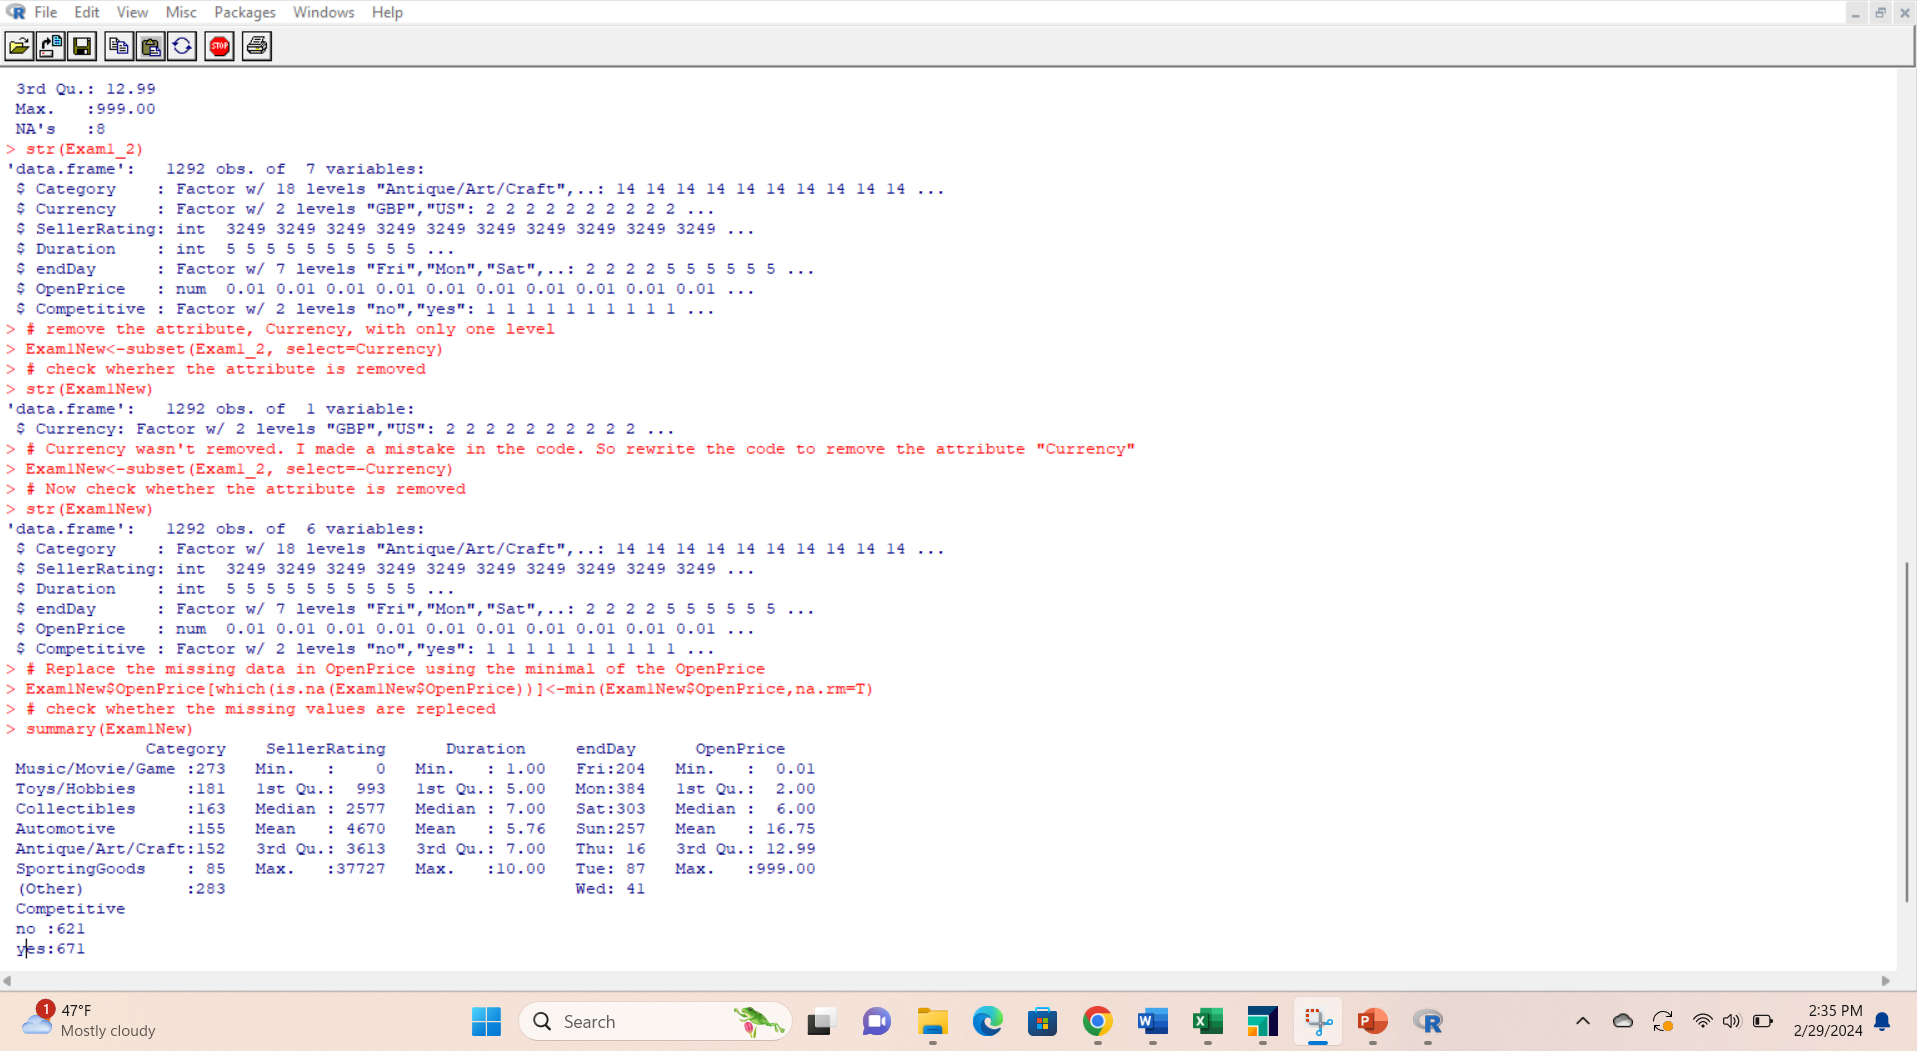 File Edit View Misc Packages Windows Help
STOP
3rd Qu.: 12.99
Max.   :999.00
NA's   :8
> str(Exam1_2)
'data.frame':   1292 obs. of  7 variables:
 $ Category    : Factor w/ 18 levels "Antique/Art/Craft",..: 14 14 14 14 14 14 14 14 14 14 ...
 $ Currency    : Factor w/ 2 levels "GBP","US": 2 2 2 2 2 2 2 2 2 2 ...
 $ SellerRating: int  3249 3249 3249 3249 3249 3249 3249 3249 3249 3249 ...
 $ Duration    : int  5 5 5 5 5 5 5 5 5 5 ...
 $ endDay      : Factor w/ 7 levels "Fri","Mon","Sat",..: 2 2 2 2 5 5 5 5 5 5 ...
 $ OpenPrice   : num  0.01 0.01 0.01 0.01 0.01 0.01 0.01 0.01 0.01 0.01 ...
 $ Competitive : Factor w/ 2 levels "no","yes": 1 1 1 1 1 1 1 1 1 1 ...
> # remove the attribute, Currency, with only one level
> Exam1New<-subset(Exam1_2, select=Currency)
> # check wherher the attribute is removed
> str(Exam1New)
'data.frame':   1292 obs. of  1 variable:
 $ Currency: Factor w/ 2 levels "GBP","US": 2 2 2 2 2 2 2 2 2 2 ...
> # Currency wasn't removed. I made a mistake in the code. So rewrite the code to remove the attribute "Currency"
> Exam1New<-subset(Exam1_2, select=-Currency)
> # Now check whether the attribute is removed
> str(Exam1New)
'data.frame':   1292 obs. of  6 variables:
 $ Category    : Factor w/ 18 levels "Antique/Art/Craft",..: 14 14 14 14 14 14 14 14 14 14 ...
 $ SellerRating: int  3249 3249 3249 3249 3249 3249 3249 3249 3249 3249 ...
 $ Duration    : int  5 5 5 5 5 5 5 5 5 5 ...
 $ endDay      : Factor w/ 7 levels "Fri","Mon","Sat",..: 2 2 2 2 5 5 5 5 5 5 ...
 $ OpenPrice   : num  0.01 0.01 0.01 0.01 0.01 0.01 0.01 0.01 0.01 0.01 ...
 $ Competitive : Factor w/ 2 levels "no","yes": 1 1 1 1 1 1 1 1 1 1 ...
> # Replace the missing data in OpenPrice using the minimal of the OpenPrice
> Exam1New$OpenPrice[which(is.na(Exam1New$OpenPrice))]<-min(Exam1New$OpenPrice,na.rm=T)
> # check whether the missing values are repleced
> summary(Exam1New)
              Category    SellerRating      Duration     endDay      OpenPrice
 Music/Movie/Game :273   Min.   :    0   Min.   : 1.00   Fri:204   Min.   :  0.01
 Toys/Hobbies     :181   1st Qu.:  993   1st Qu.: 5.00   Mon:384   1st Qu.:  2.00
 Collectibles     :163   Median : 2577   Median : 7.00   Sat:303   Median :  6.00
 Automotive       :155   Mean   : 4670   Mean   : 5.76   Sun:257   Mean   : 16.75
 Antique/Art/Craft:152   3rd Qu.: 3613   3rd Qu.: 7.00   Thu: 16   3rd Qu.: 12.99
 SportingGoods    : 85   Max.   :37727   Max.   :10.00   Tue: 87   Max.   :999.00
 (Other)          :283                                   Wed: 41
 Competitive
 no :621
 yes:671
1 47°F
Mostly cloudy
Search
W
X
P
R
2:35 PM
2/29/2024